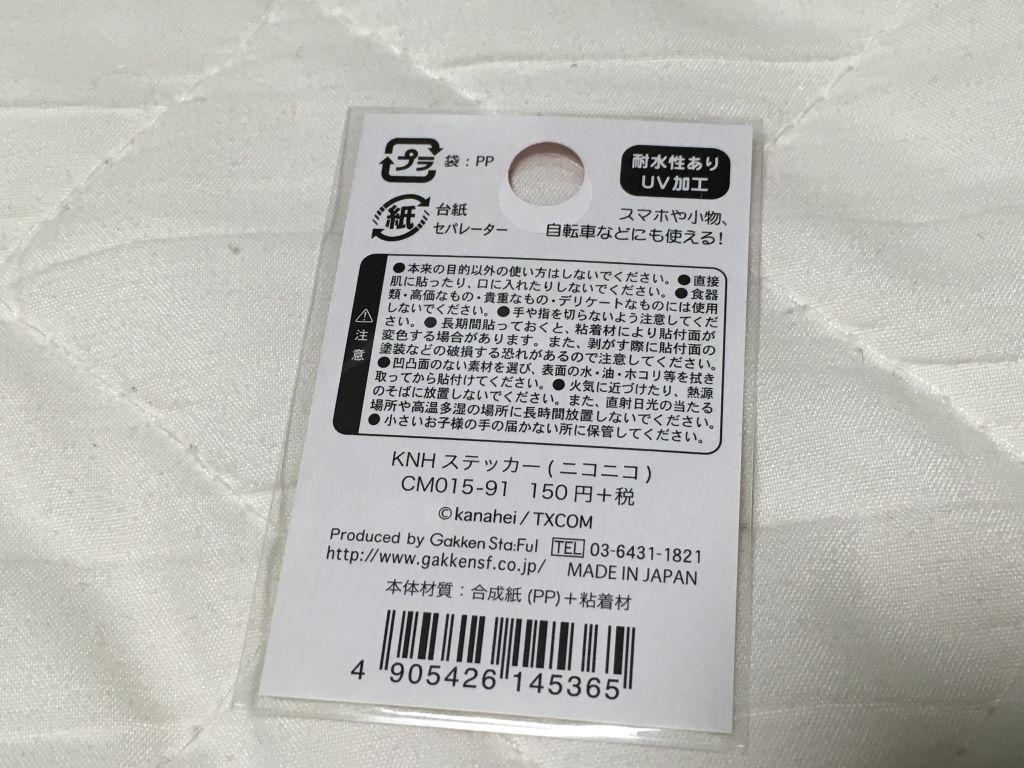 プラ 袋：PP
紙 台紙
セパレーター
耐水性あり
UV加工
スマホや小物、
自転車などにも使える！
⚠注意
●本来の目的以外の使い方はしないでください。●直接
肌に貼ったり、口に入れたりしないでください。●食器
類・高価なもの・貴重なもの・デリケートなものには使用
しないでください。●手や指を切らないよう注意してくだ
さい。●長期間貼っておくと、粘着材により貼付面が
変色する場合があります。また、剥がす際に貼付面の
塗装などの破損する恐れがあるので注意してください。
●凹凸面のない素材を選び、表面の水・油・ホコリ等を拭き
取ってから貼付けてください。●火気に近づけたり、熱源
のそばに放置しないでください。また、直射日光の当たる
場所や高温多湿の場所に長時間放置しないでください。
●小さいお子様の手の届かない所に保管してください。
KNH ステッカー(ニコニコ)
CM015-91 150円＋税
©kanahei/TXCOM
Produced by Gakken Sta:Ful TEL 03-6431-1821
http://www.gakkensf.co.jp/ MADE IN JAPAN
本体材質：合成紙(PP)＋粘着材
4 905426 145365